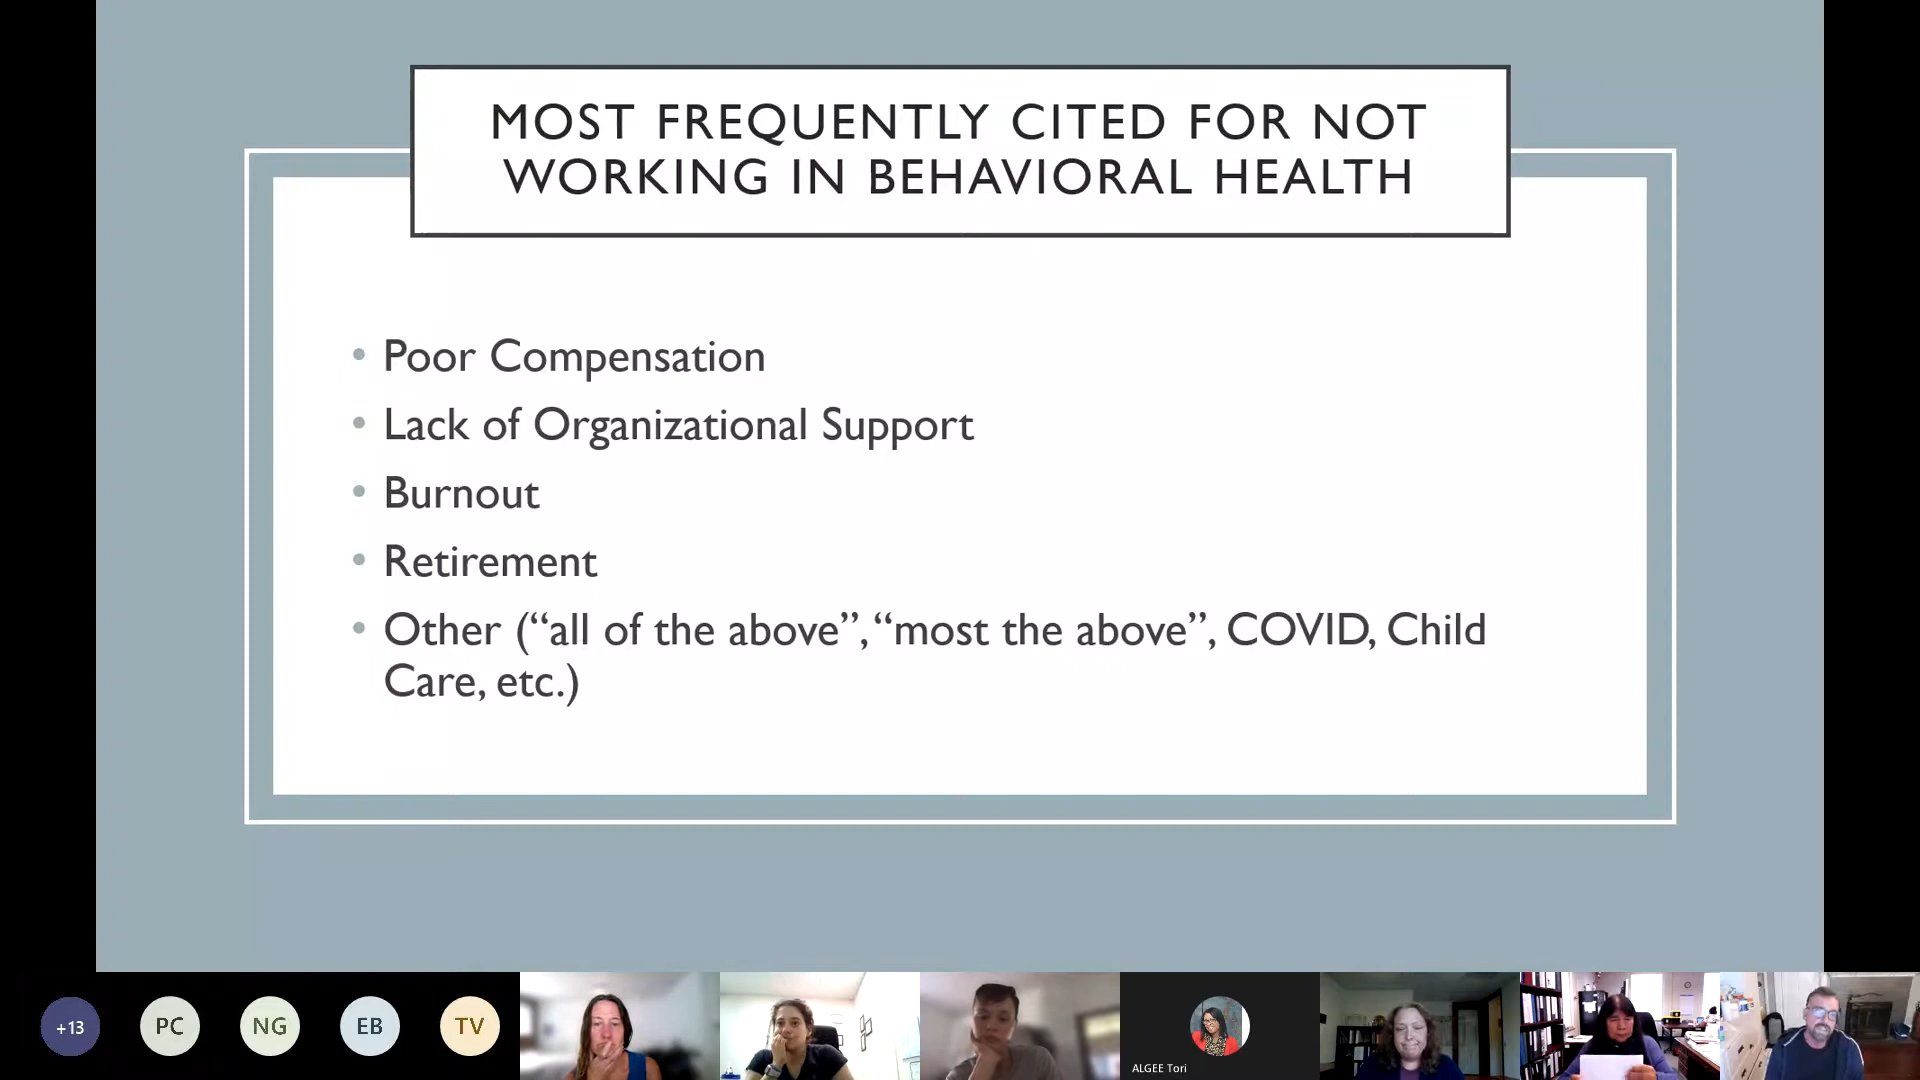 MOST FREQUENTLY CITED FOR NOT
WORKING IN BEHAVIORAL HEALTH
• Poor Compensation
• Lack of Organizational Support
• Burnout
• Retirement
• Other (“all of the above”, “most the above”, COVID, Child
Care, etc.)
+13
PC
NG
EB
TV
ALGEE Tori